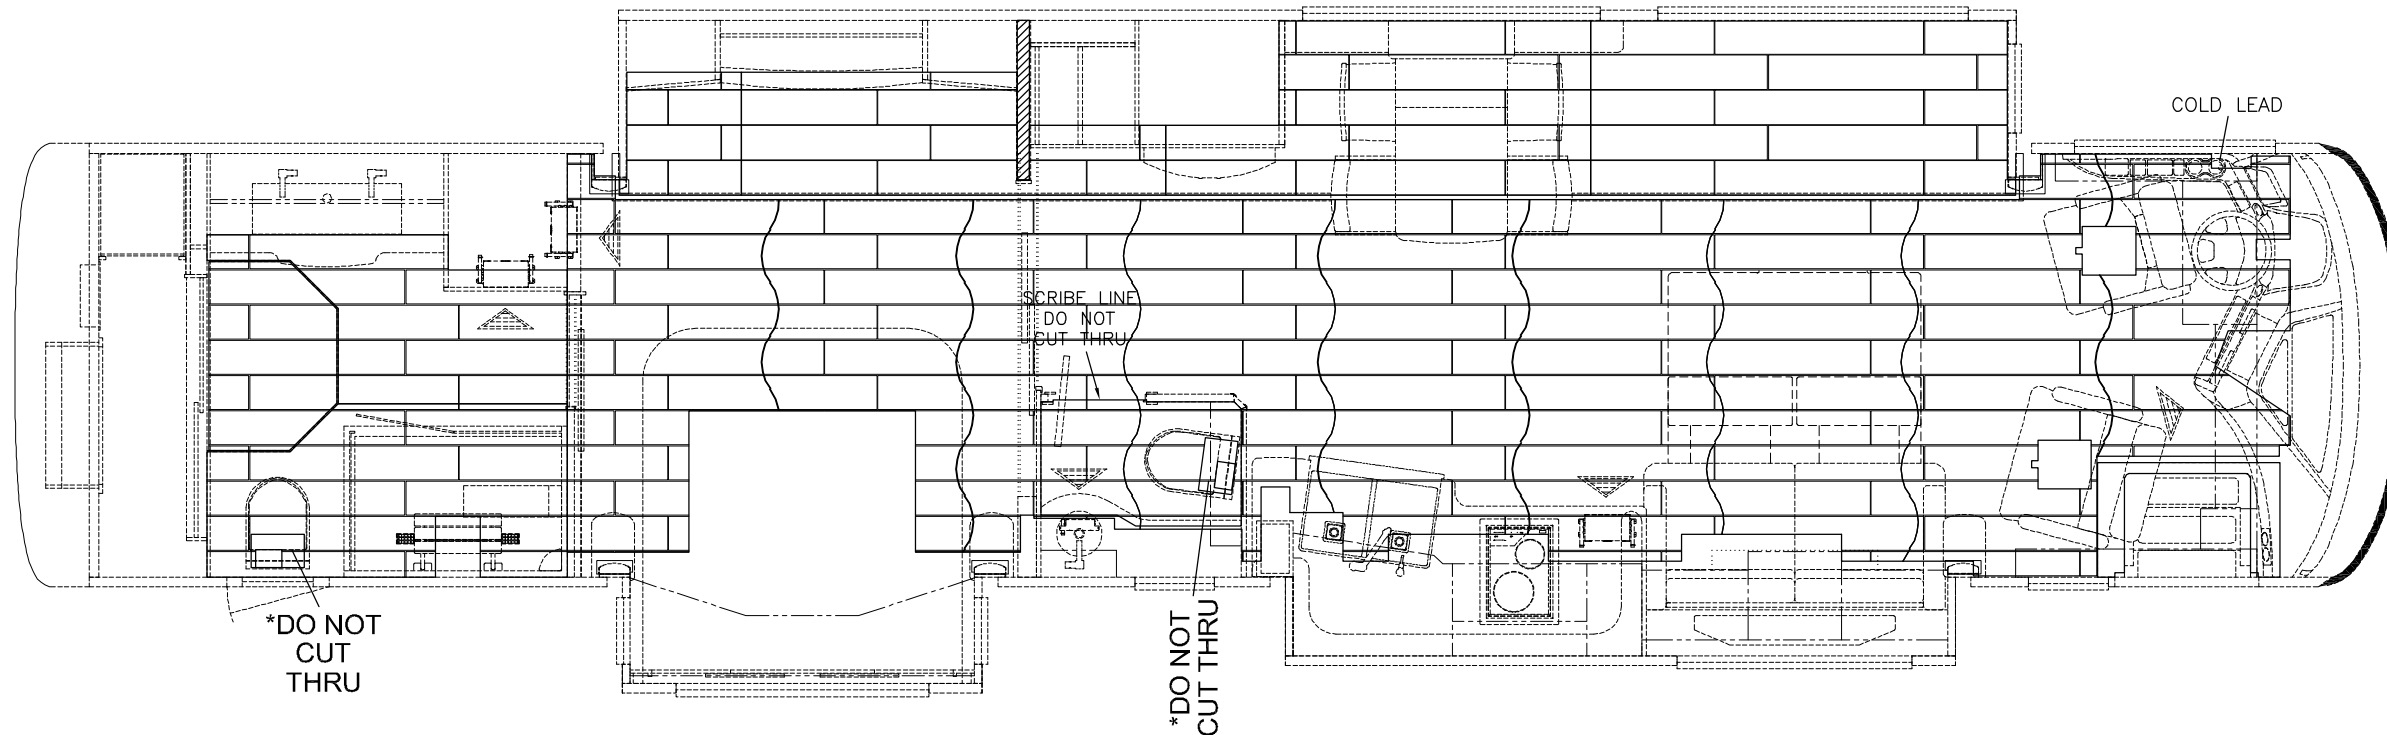 COLD LEAD
SCRIBE LINE
DO NOT
CUT THRU
*DO NOT
CUT
THRU
*DO NOT
CUT THRU